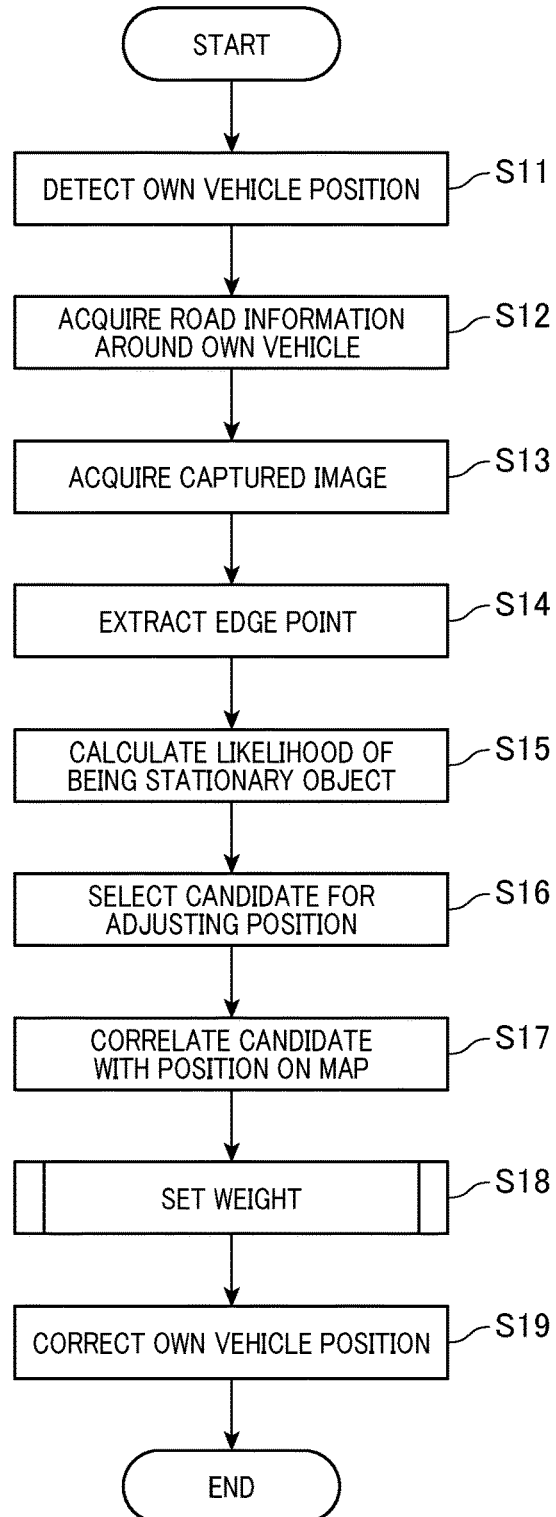 START
DETECT OWN VEHICLE POSITION
S11
ACQUIRE ROAD INFORMATION
AROUND OWN VEHICLE
S12
ACQUIRE CAPTURED IMAGE
S13
EXTRACT EDGE POINT
S14
CALCULATE LIKELIHOOD OF
BEING STATIONARY OBJECT
S15
SELECT CANDIDATE FOR
ADJUSTING POSITION
S16
CORRELATE CANDIDATE
WITH POSITION ON MAP
S17
SET WEIGHT
S18
CORRECT OWN VEHICLE POSITION
S19
END